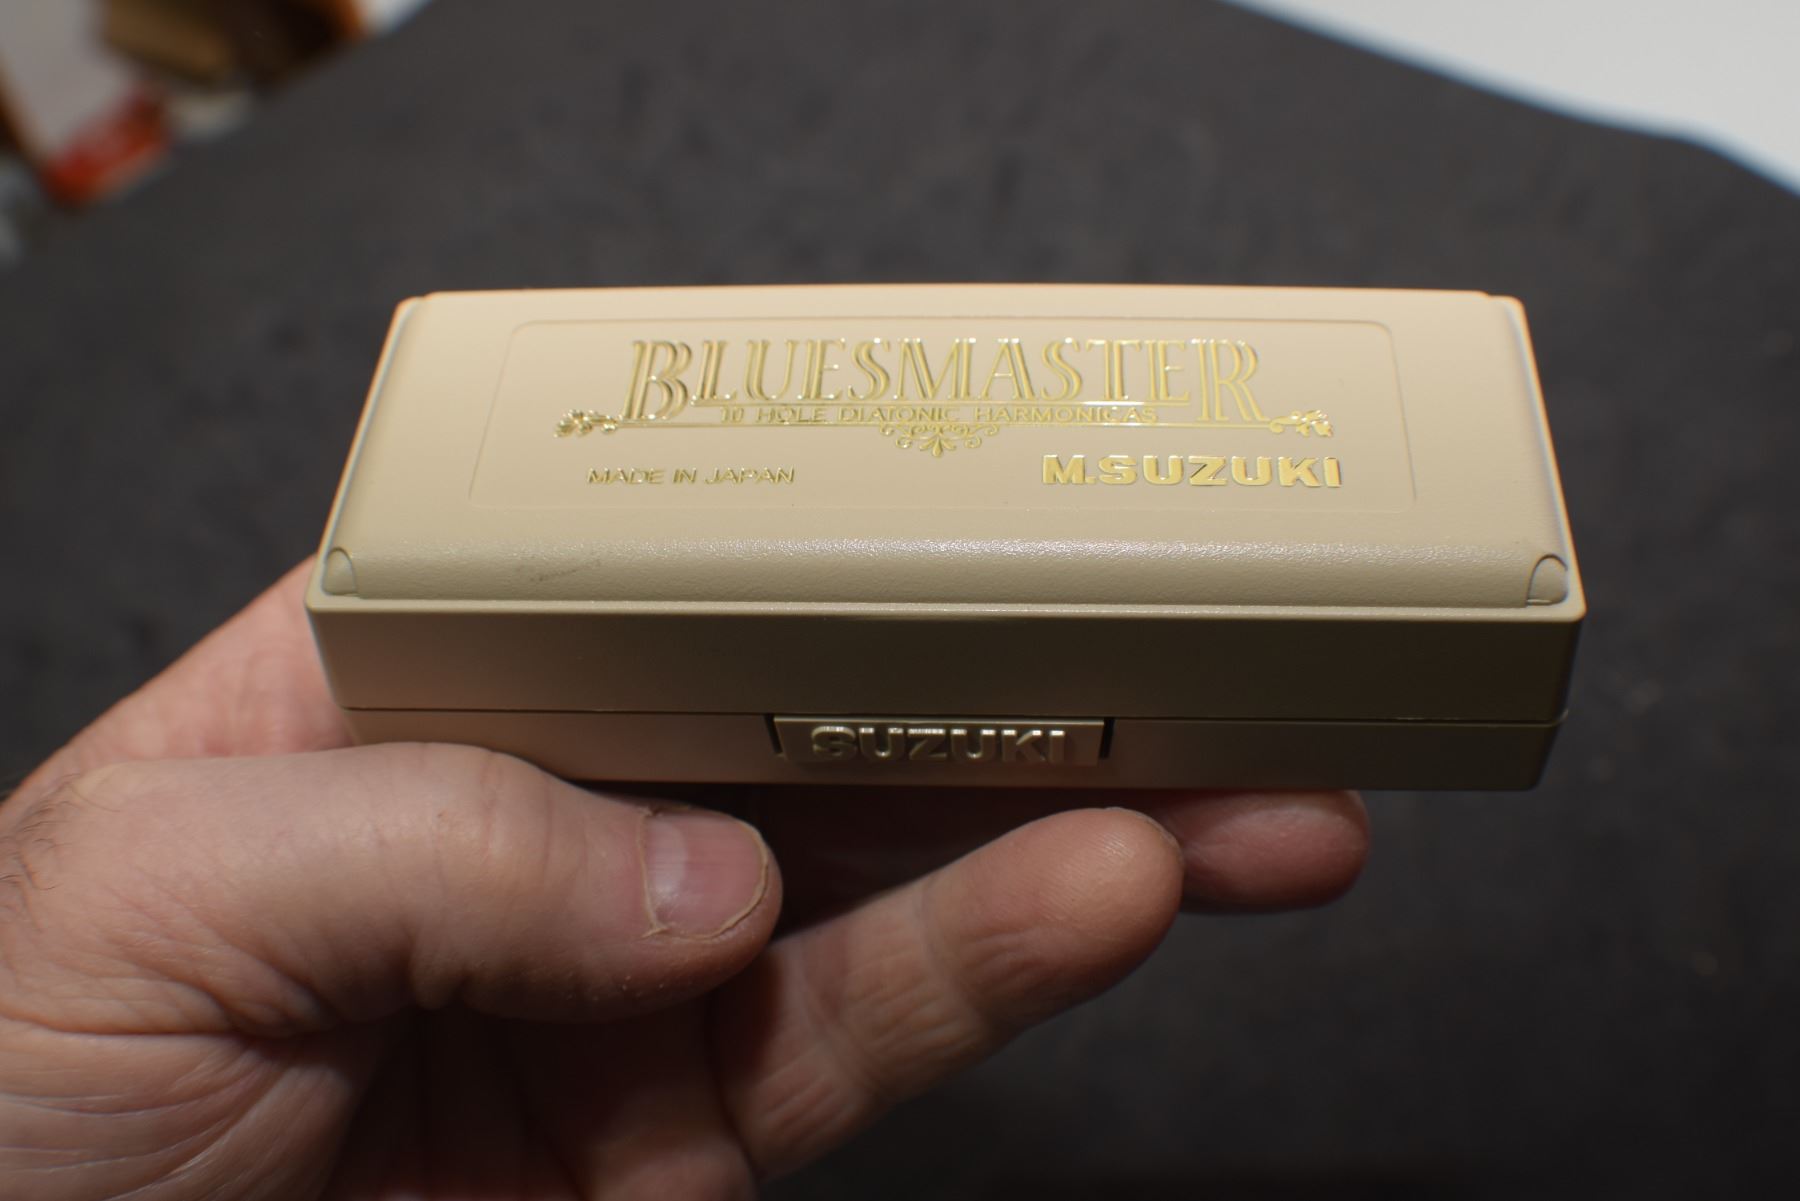 BLUESMASTER
10 HOLE DIATONIC HARMONICAS
MADE IN JAPAN
M.SUZUKI
SUZUKI